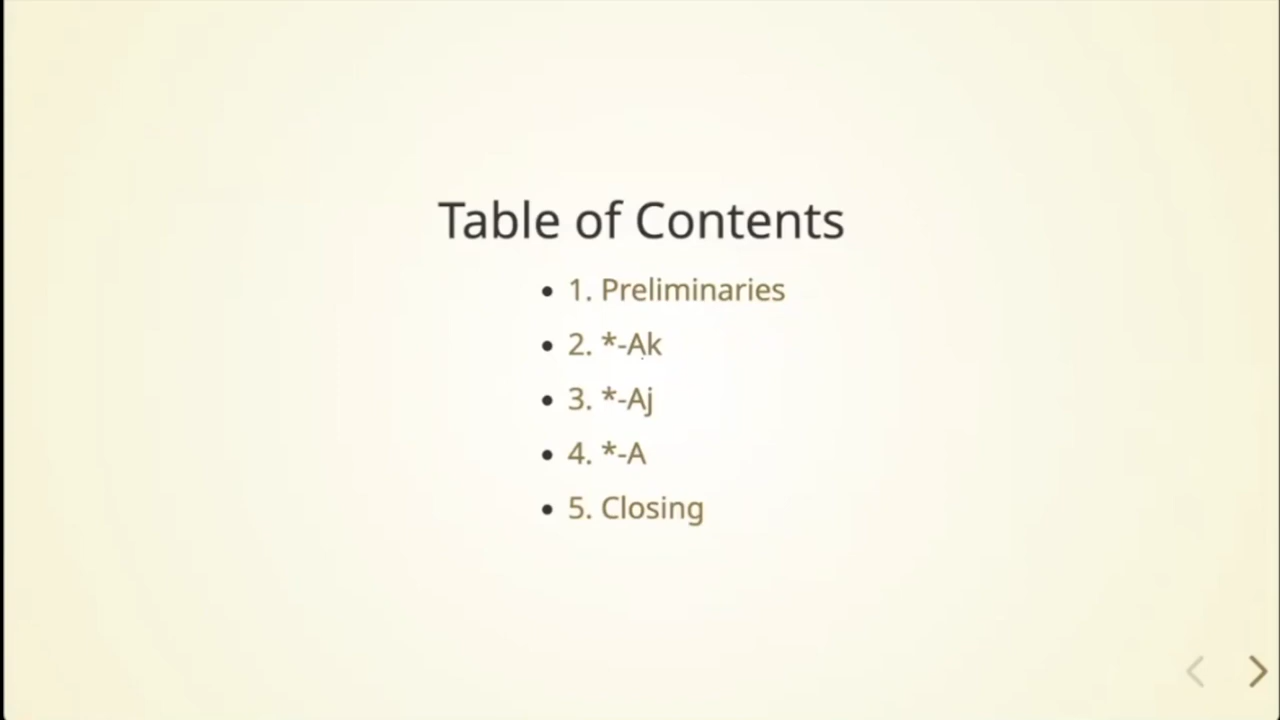 Table of Contents
1. Preliminaries
2. *-Ak
3. *-Aj
4. *-A
5. Closing